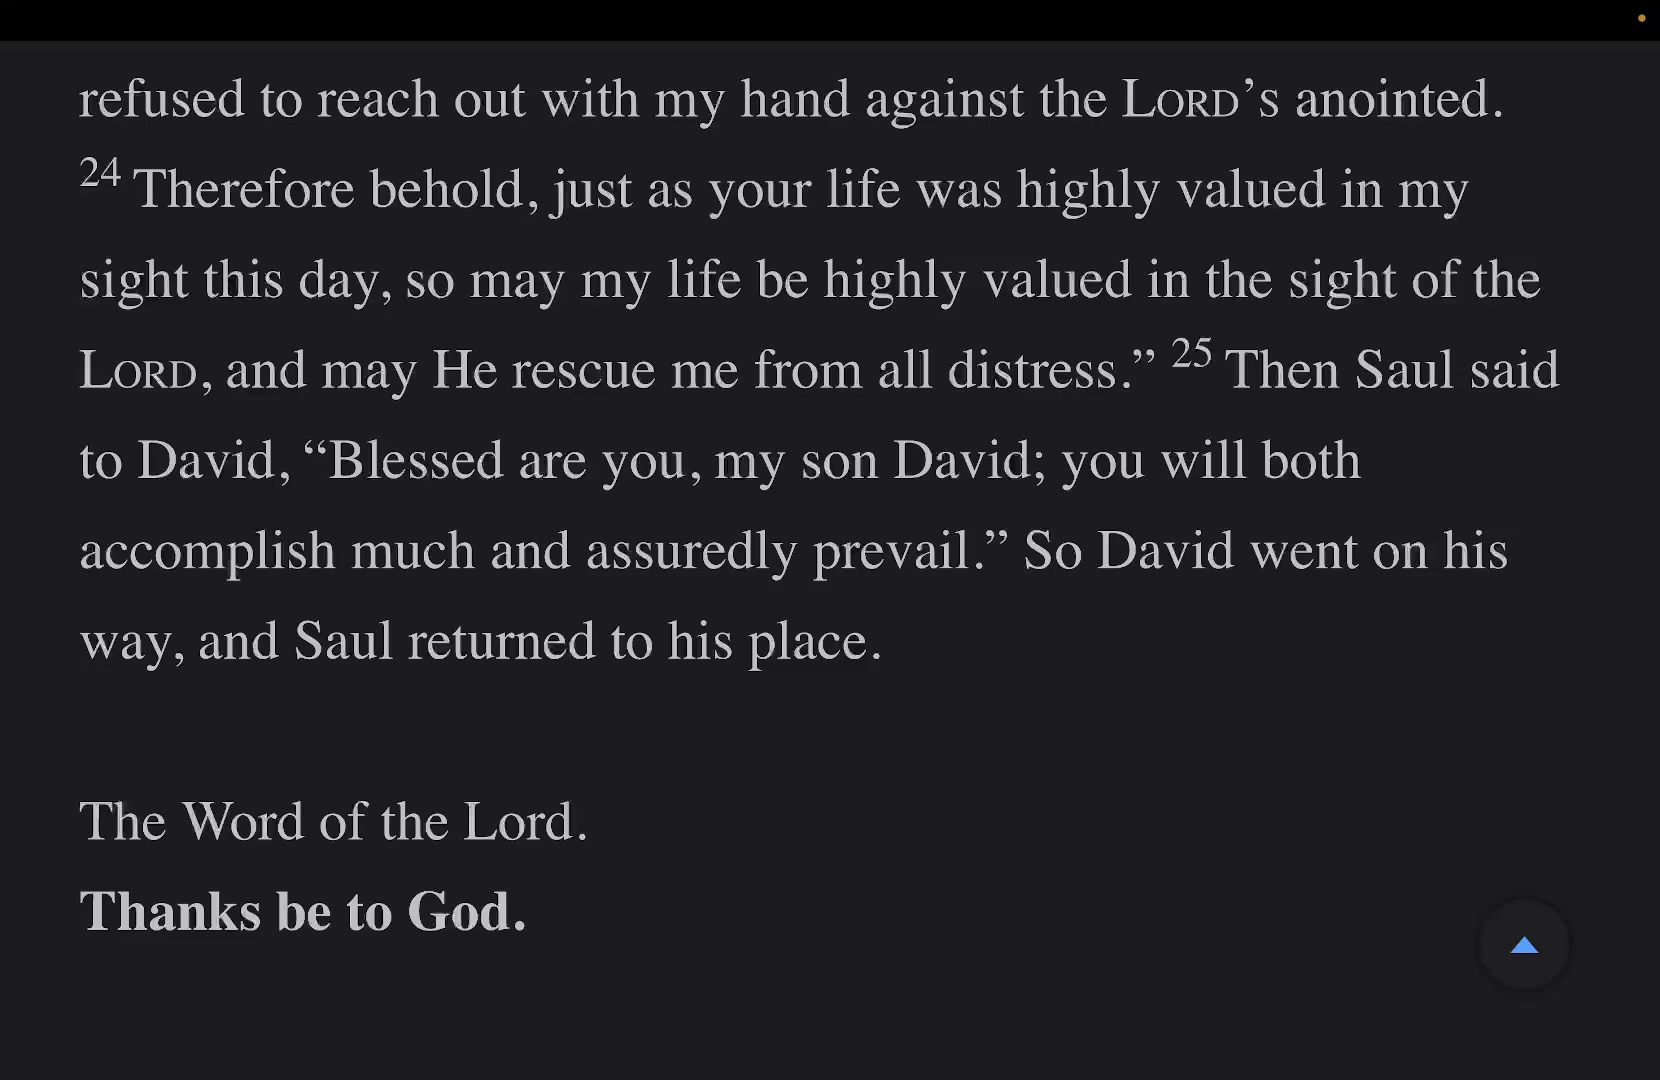 refused to reach out with my hand against the LORD’s anointed.
24 Therefore behold, just as your life was highly valued in my
sight this day, so may my life be highly valued in the sight of the
LORD, and may He rescue me from all distress.” 25 Then Saul said
to David, “Blessed are you, my son David; you will both
accomplish much and assuredly prevail.” So David went on his
way, and Saul returned to his place.
The Word of the Lord.
Thanks be to God.